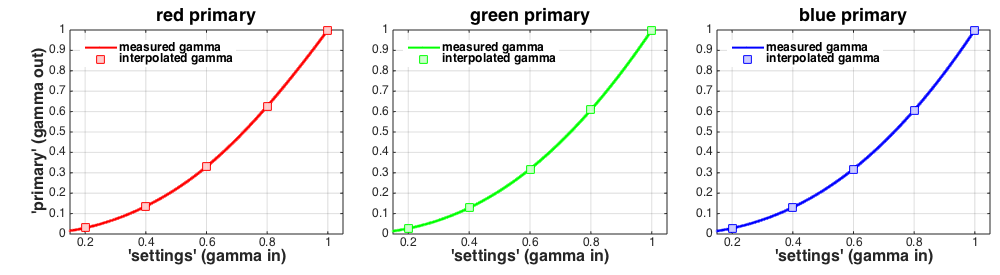 red primary
measured gamma
interpolated gamma
1
0.9
0.8
0.7
0.6
0.5
0.4
0.3
0.2
0.1
0
0.2 0.4 0.6 0.8 1
'settings' (gamma in)
'primary' (gamma out)
green primary
measured gamma
interpolated gamma
1
0.9
0.8
0.7
0.6
0.5
0.4
0.3
0.2
0.1
0
0.2 0.4 0.6 0.8 1
'settings' (gamma in)
blue primary
measured gamma
interpolated gamma
1
0.9
0.8
0.7
0.6
0.5
0.4
0.3
0.2
0.1
0
0.2 0.4 0.6 0.8 1
'settings' (gamma in)